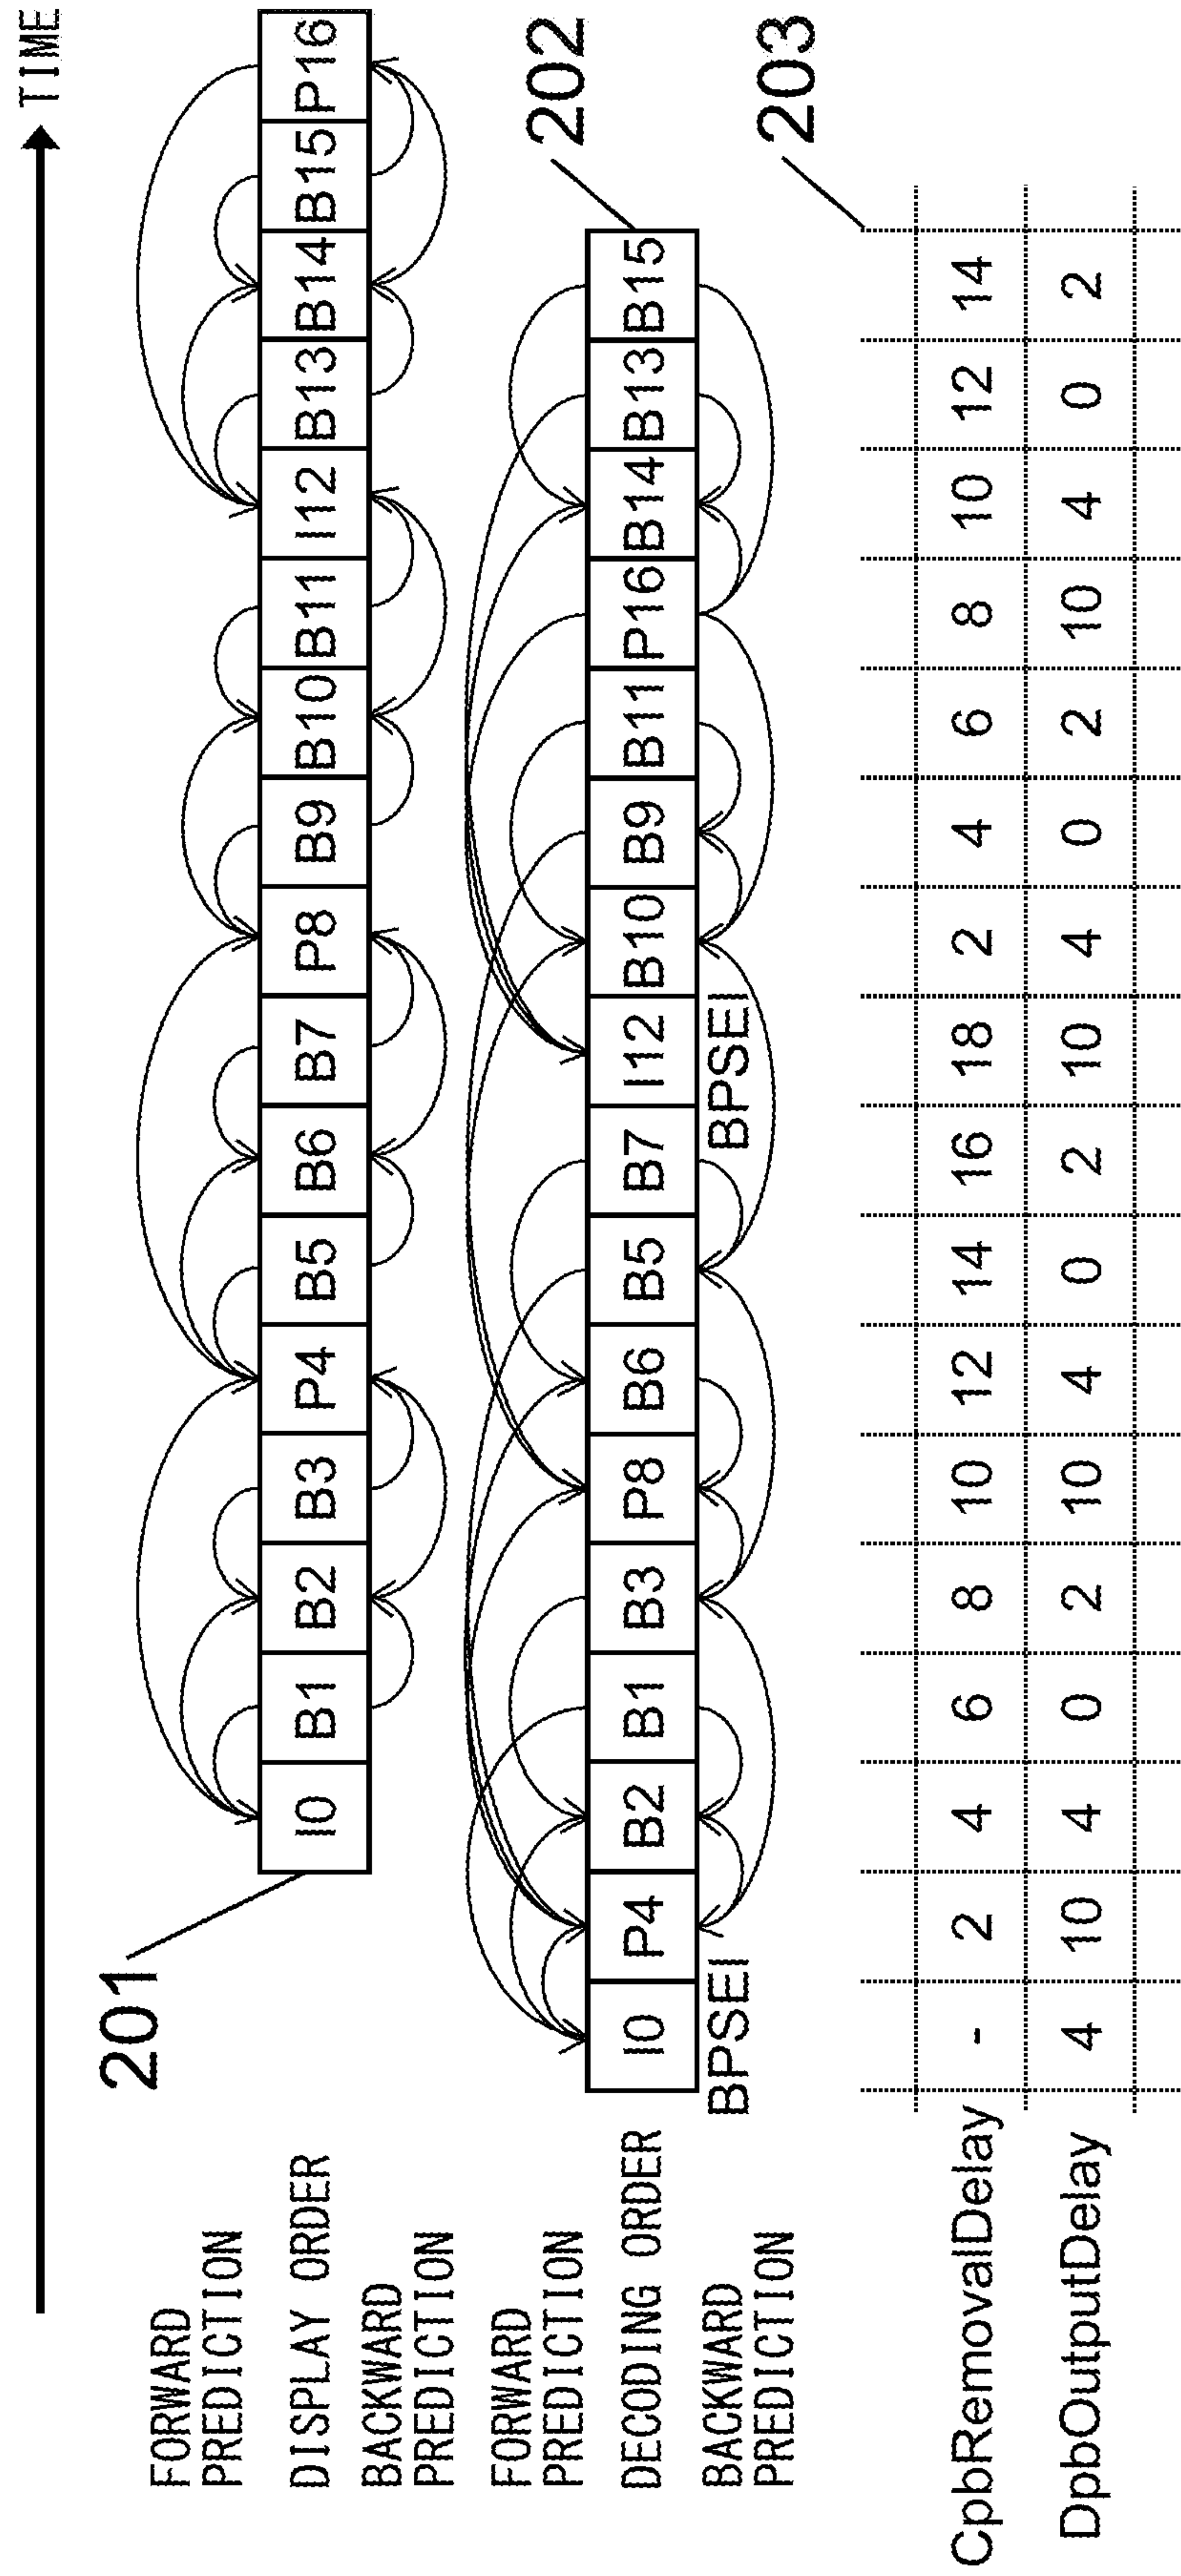 TIME
201
FORWARD
PREDICTION
DISPLAY ORDER
I0 B1 B2 B3 P4 B5 B6 B7 P8 B9 B10 B11 I12 B13 B14 B15 P16
BACKWARD
PREDICTION
202
FORWARD
PREDICTION
DECODING ORDER
I0 P4 B2 B1 B3 P8 B6 B5 B7 I12 B10 B9 B11 P16 B14 B13 B15
BPSEI BPSEI
BACKWARD
PREDICTION
203
CpbRemovalDelay - 2 4 6 8 10 12 14 16 18 2 4 6 8 10 12 14
DpbOutputDelay 4 10 4 0 2 10 4 0 2 10 4 0 2 10 4 0 2